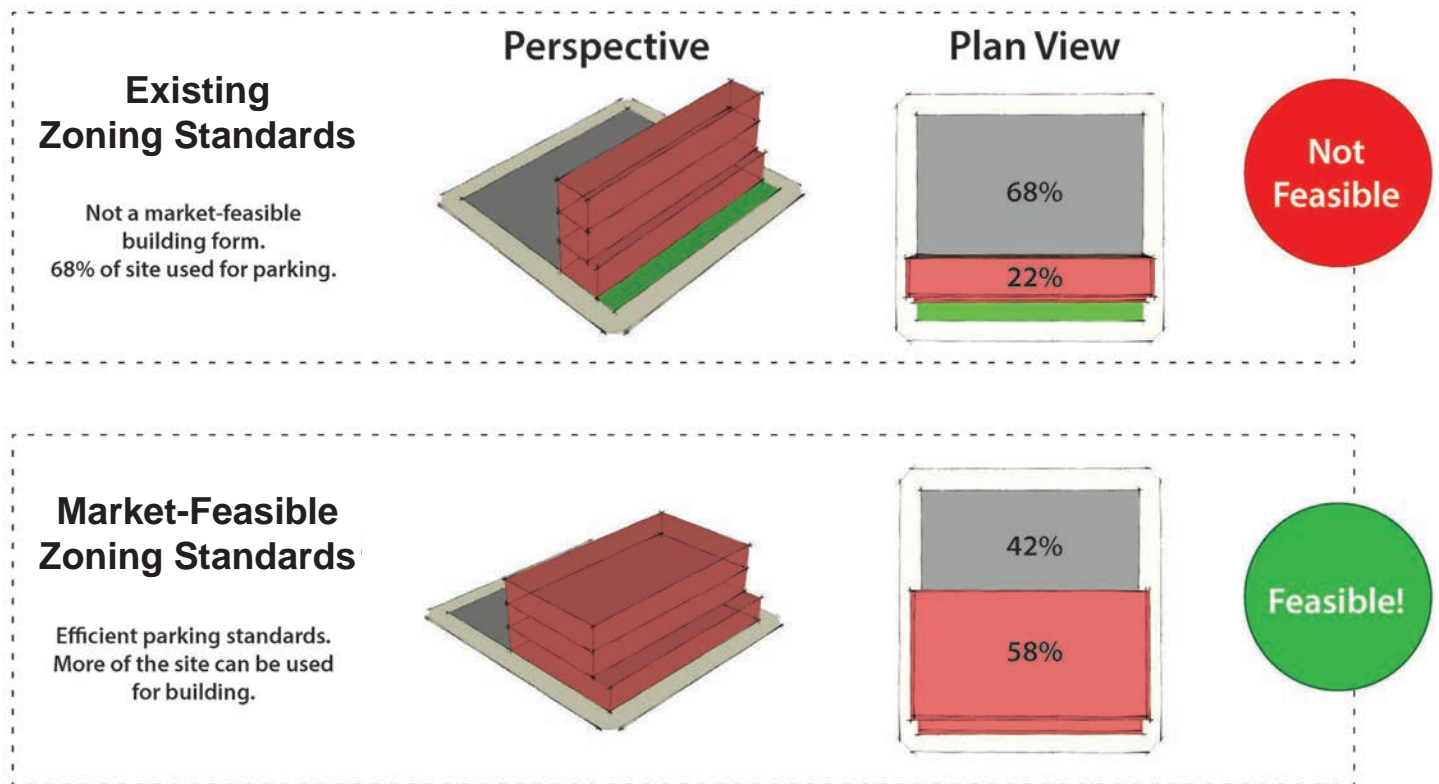 Perspective
Plan View
Existing
Zoning Standards
Not a market-feasible
building form.
68% of site used for parking.
68%
22%
Not
Feasible
Market-Feasible
Zoning Standards
Efficient parking standards.
More of the site can be used
for building.
42%
58%
Feasible!